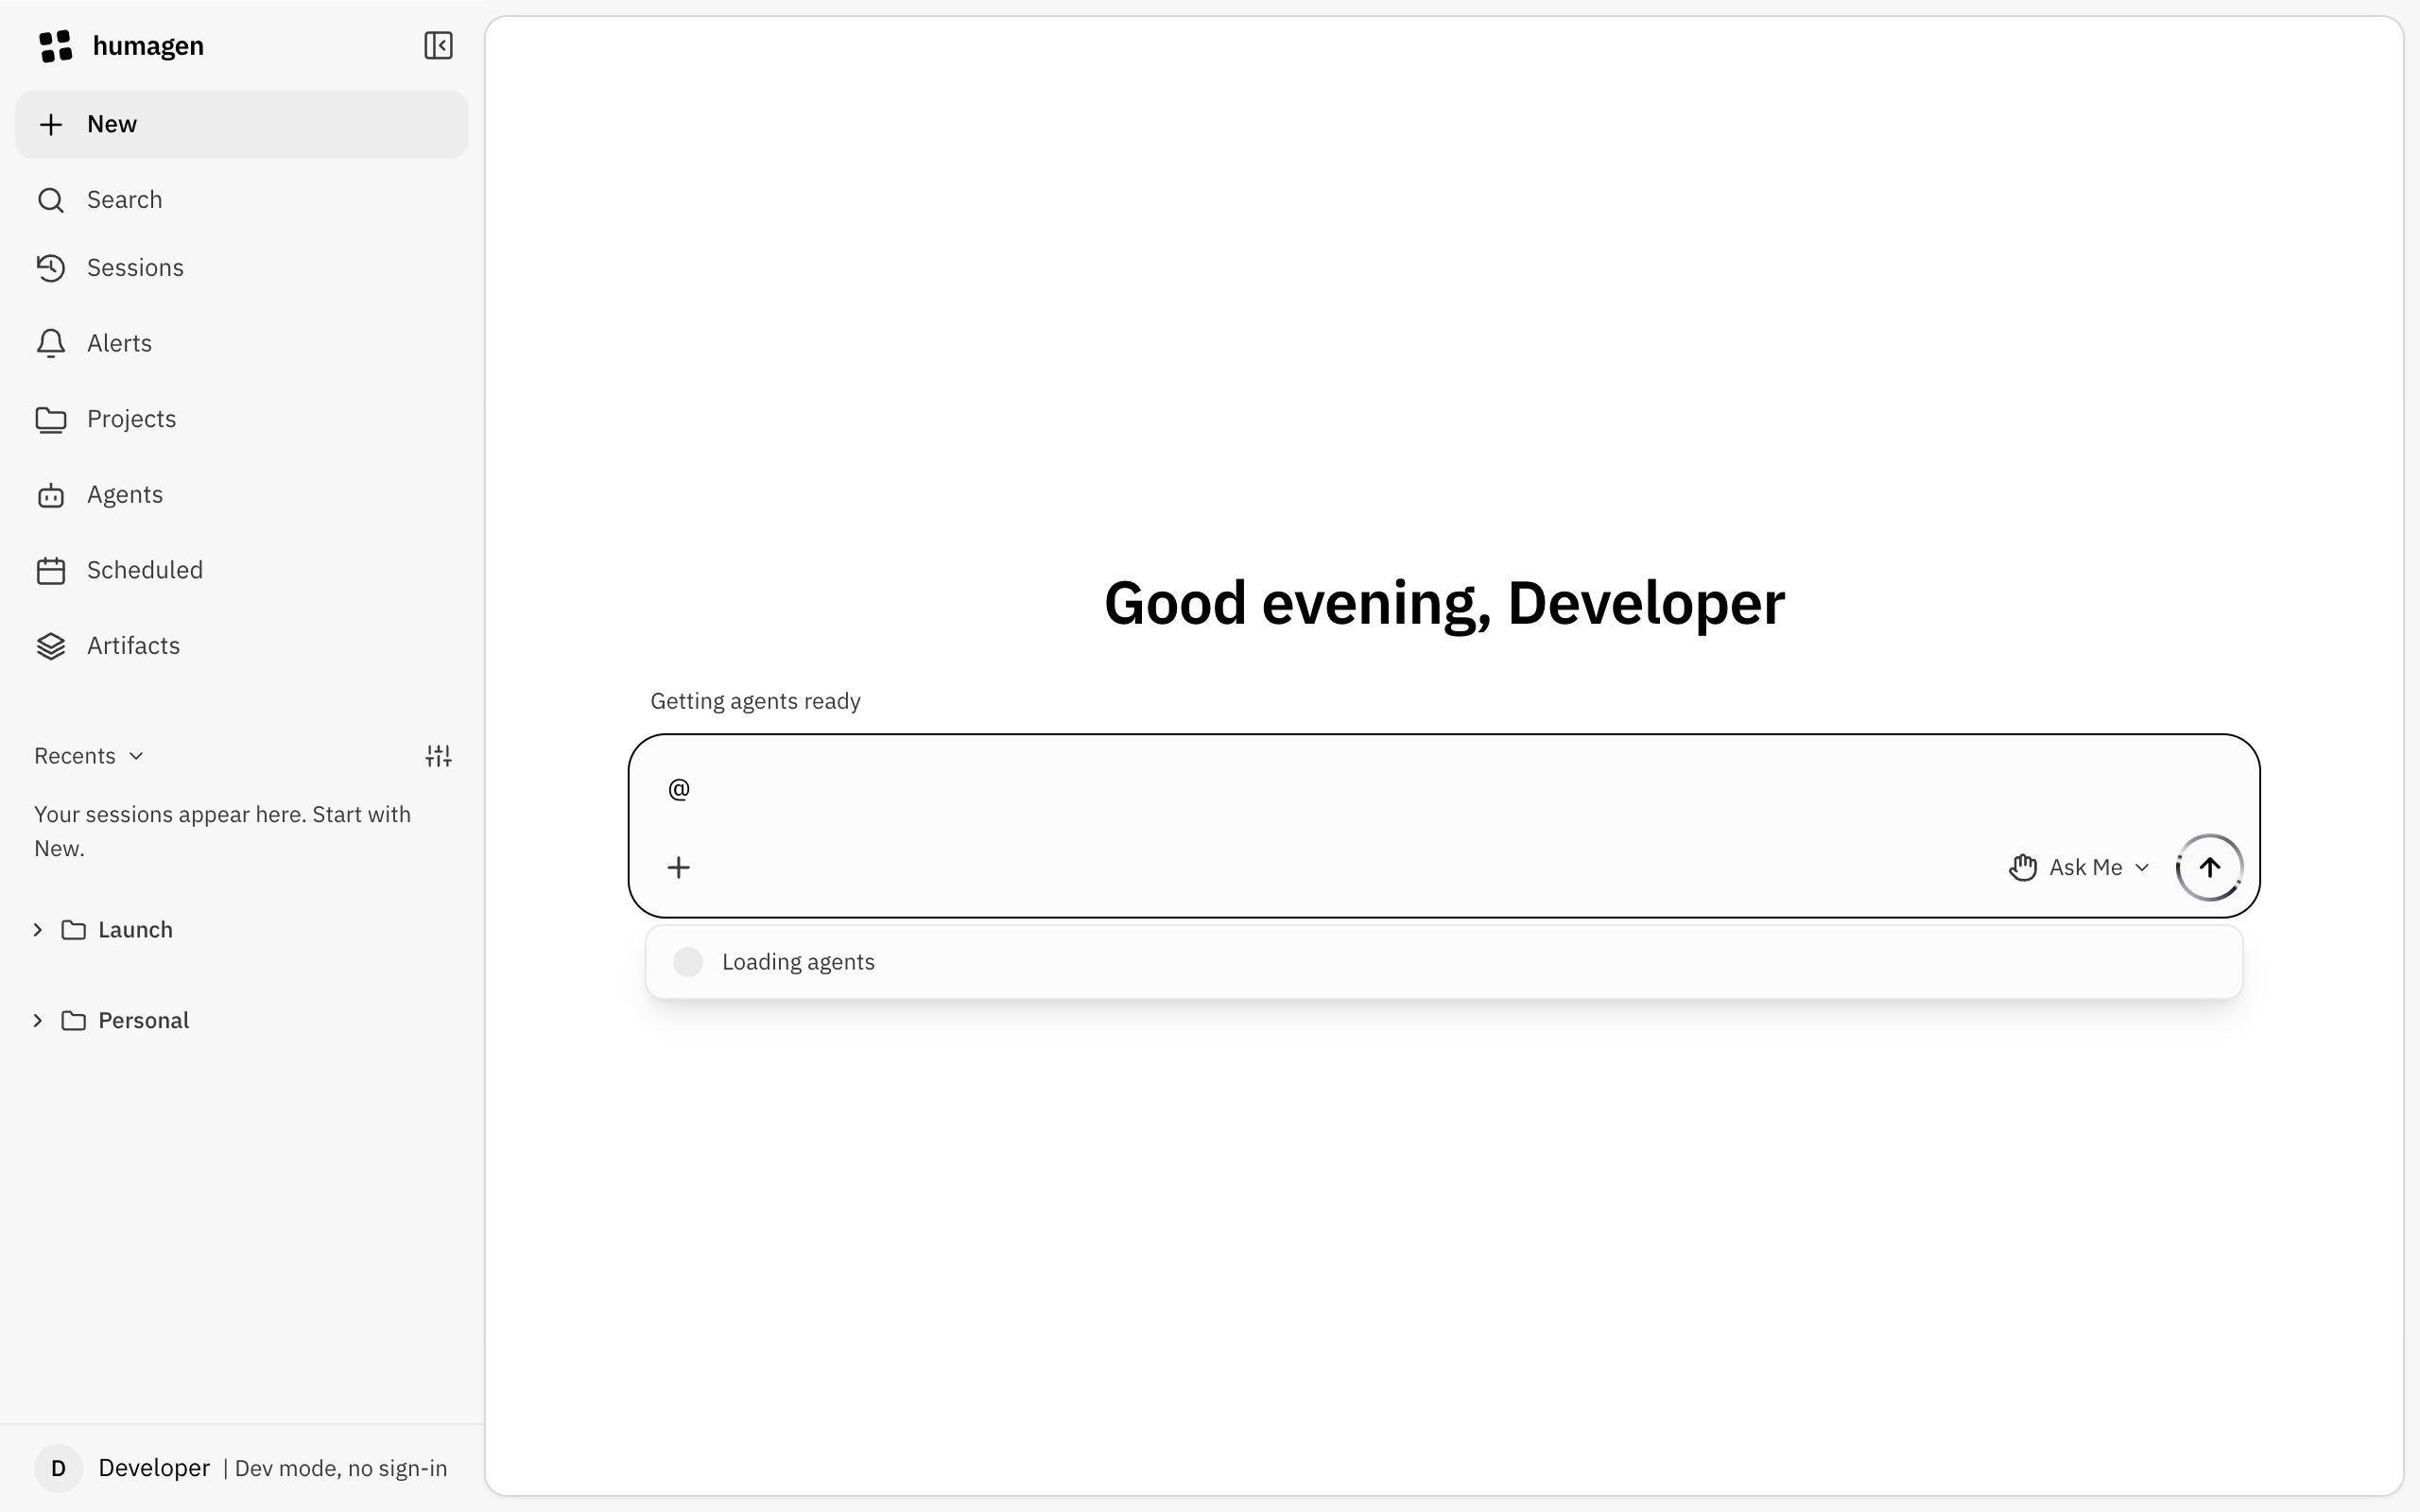 humagen
New
Search
Sessions
Alerts
Projects
Agents
Scheduled
Artifacts
Recents
Your sessions appear here. Start with
New.
Launch
Personal
D
Developer | Dev mode, no sign-in
Good evening, Developer
Getting agents ready
@
Ask Me
Loading agents